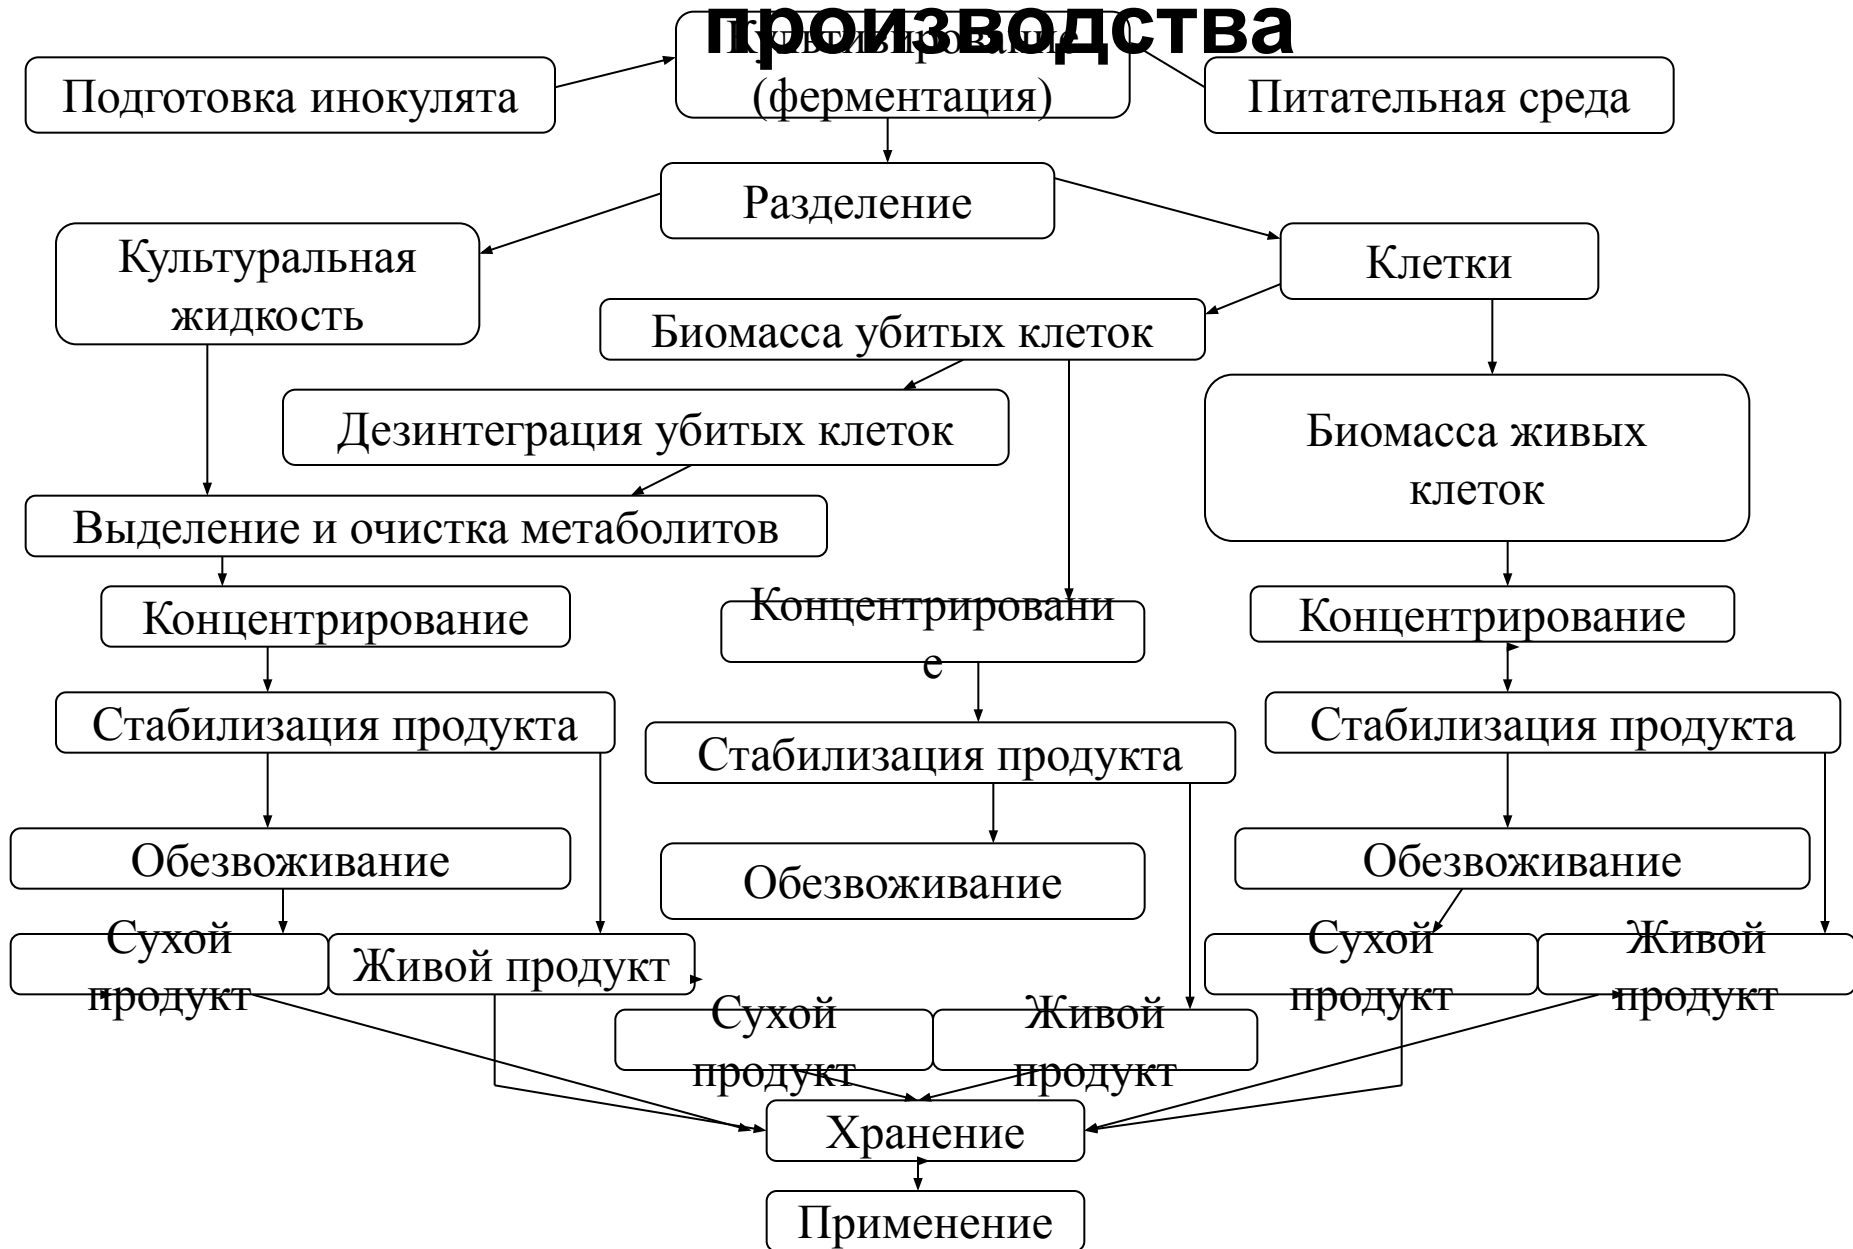 производства
Культивирование
(ферментация)
Подготовка инокулята
Питательная среда
Разделение
Культуральная
жидкость
Клетки
Биомасса убитых клеток
Дезинтеграция убитых клеток
Биомасса живых
клеток
Выделение и очистка метаболитов
Концентрирование
Концентрировани
е
Концентрирование
Стабилизация продукта
Стабилизация продукта
Стабилизация продукта
Обезвоживание
Обезвоживание
Обезвоживание
Сухой
продукт
Живой продукт
Сухой
продукт
Живой
продукт
Сухой
продукт
Живой
продукт
Хранение
Применение